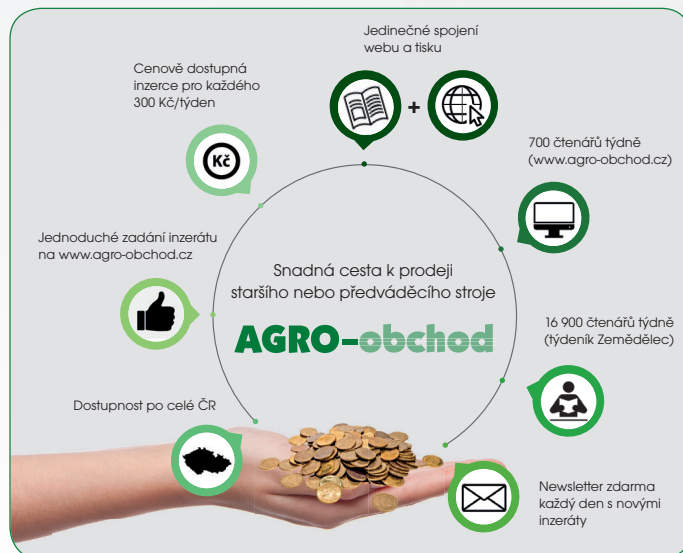 Jedinečné spojení
webu a tisku
Cenově dostupná
inzerce pro každého
300 Kč/týden
+
Kč
700 čtenářů týdně
(www.agro-obchod.cz)
Jednoduché zadání inzerátu
na www.agro-obchod.cz
Snadná cesta k prodeji
staršího nebo předváděcího stroje
AGRO-obchod
16 900 čtenářů týdně
(týdeník Zemědělec)
Dostupnost po celé ČR
Newsletter zdarma
každý den s novými
inzeráty